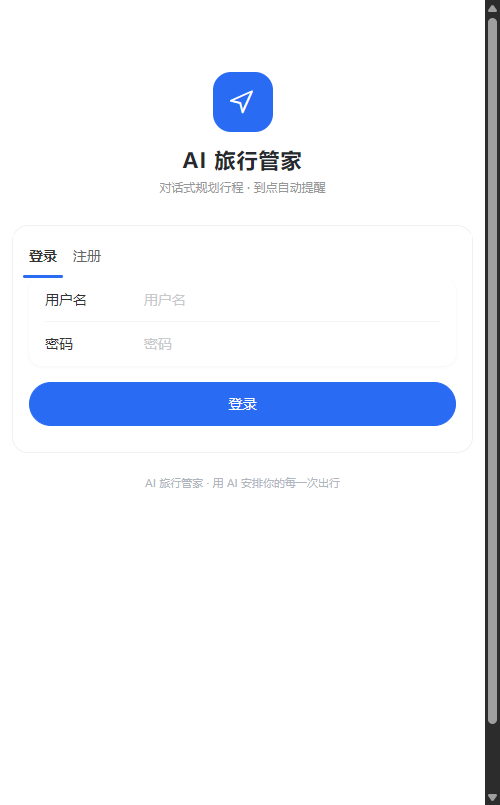 AI 旅行管家
对话式规划行程 · 到点自动提醒
登录 注册
用户名 用户名
密码 密码
登录
AI 旅行管家 · 用 AI 安排你的每一次出行